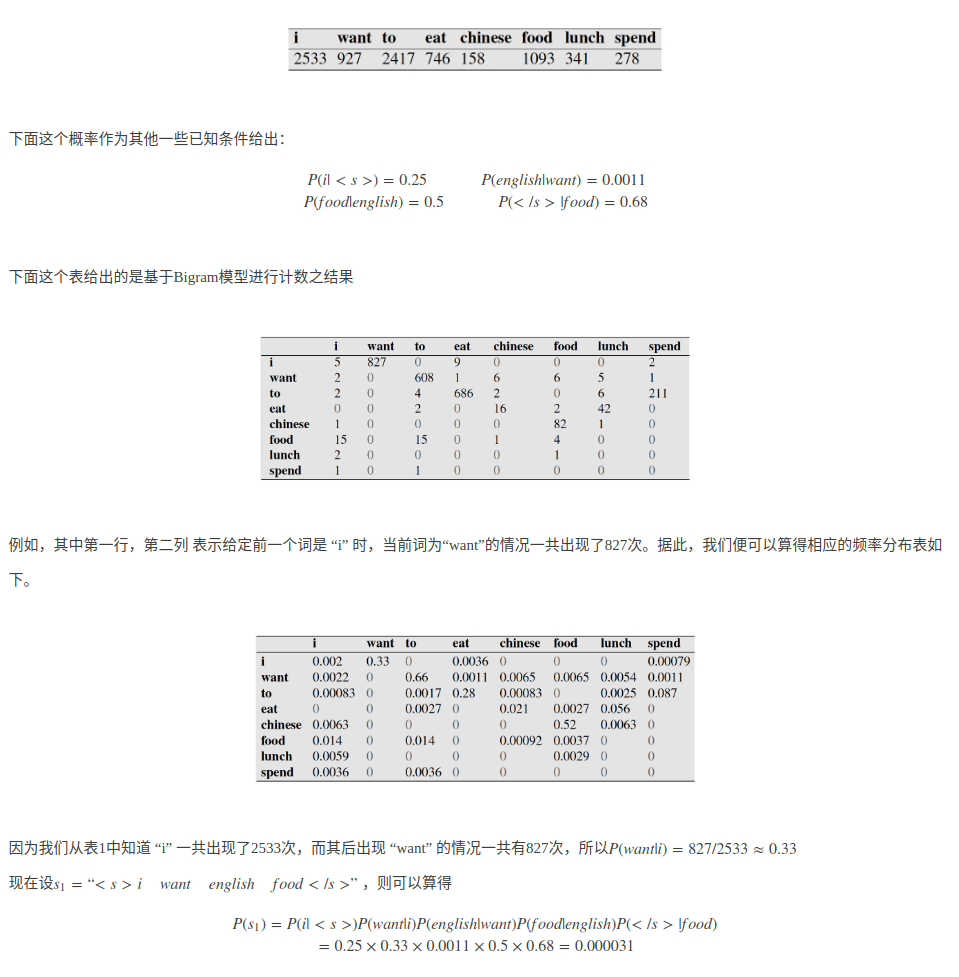 i want to eat chinese food lunch spend
2533 927 2417 746 158 1093 341 278
下面这个概率作为其他一些已知条件给出：
P(i| < s >) = 0.25 P(english|want) = 0.0011
P(food|english) = 0.5 P(< /s > |food) = 0.68
下面这个表给出的是基于Bigram模型进行计数之结果
i want to eat chinese food lunch spend
i 5 827 0 9 0 0 0 2
want 2 0 608 1 6 6 5 1
to 2 0 4 686 2 0 6 211
eat 0 0 2 0 16 2 42 0
chinese 1 0 0 0 0 82 1 0
food 15 0 15 0 1 4 0 0
lunch 2 0 0 0 0 1 0 0
spend 1 0 1 0 0 0 0 0
例如，其中第一行，第二列 表示给定前一个词是 “i” 时，当前词为“want”的情况一共出现了827次。据此，我们便可以算得相应的频率分布表如
下。
i want to eat chinese food lunch spend
i 0.002 0.33 0 0.0036 0 0 0 0.00079
want 0.0022 0 0.66 0.0011 0.0065 0.0065 0.0054 0.0011
to 0.00083 0 0.0017 0.28 0.00083 0 0.0025 0.087
eat 0 0 0.0027 0 0.021 0.0027 0.056 0
chinese 0.0063 0 0 0 0 0.52 0.0063 0
food 0.014 0 0.014 0 0.00092 0.0037 0 0
lunch 0.0059 0 0 0 0 0.0029 0 0
spend 0.0036 0 0.0036 0 0 0 0 0
因为我们从表1中知道 “i” 一共出现了2533次，而其后出现 “want” 的情况一共有827次，所以P(want|i) = 827/2533 ≈ 0.33
现在设s₁ = “< s > i want english food < /s >” ，则可以算得
P(s₁) = P(i| < s >)P(want|i)P(english|want)P(food|english)P(< /s > |food)
= 0.25 × 0.33 × 0.0011 × 0.5 × 0.68 = 0.000031